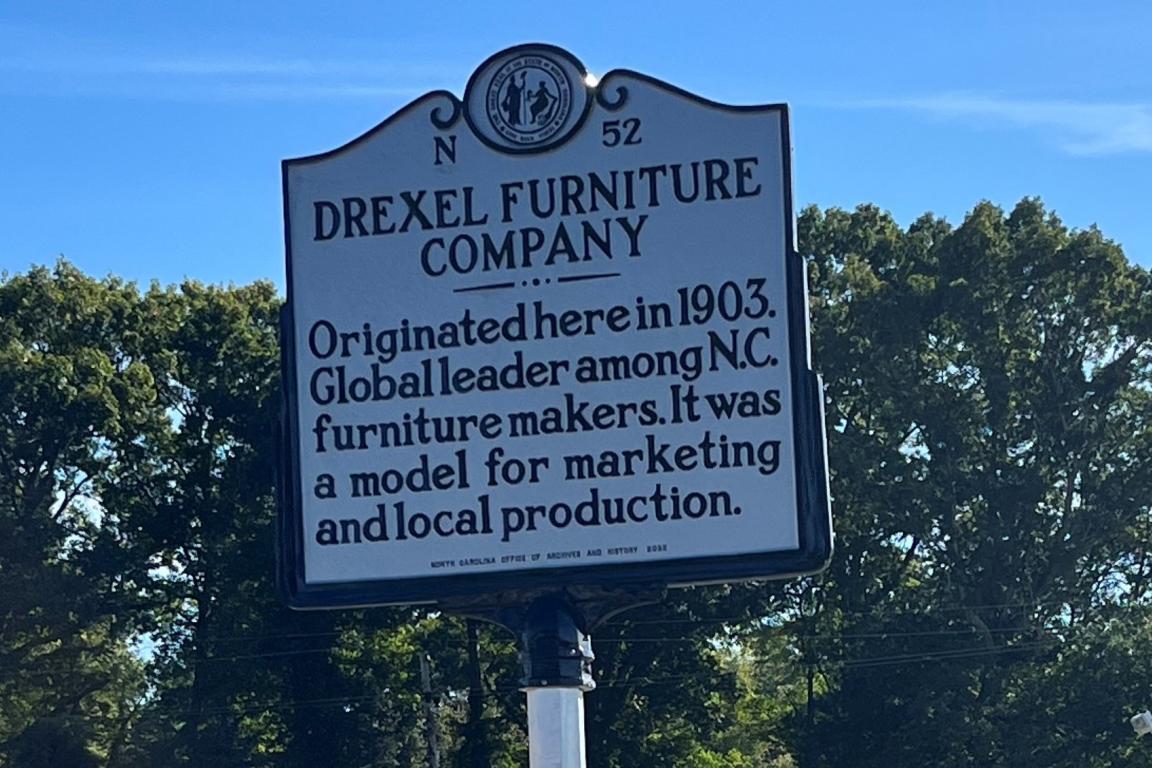 N 52
DREXEL FURNITURE
COMPANY
Originated here in 1903.
Global leader among N.C.
furniture makers. It was
a model for marketing
and local production.
NORTH CAROLINA OFFICE OF ARCHIVES AND HISTORY 2022